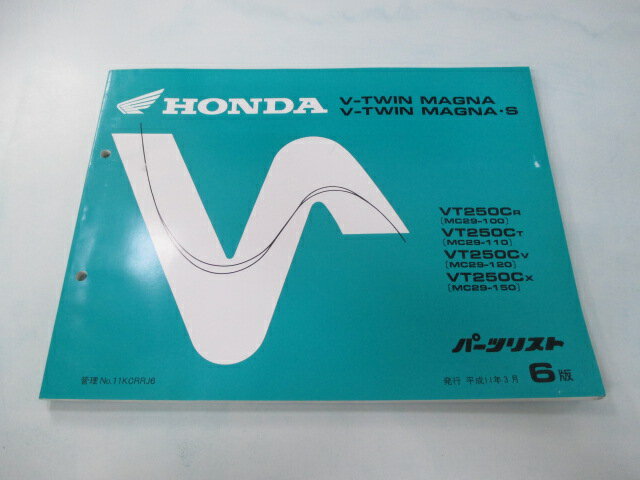 HONDA
V-TWIN MAGNA
V-TWIN MAGNA・S
VT250CR
(MC29-100)
VT250CT
(MC29-110)
VT250CV
(MC29-120)
VT250CX
(MC29-150)
パーツリスト
管理No.11KCRRJ6
発行 平成11年3月 6版